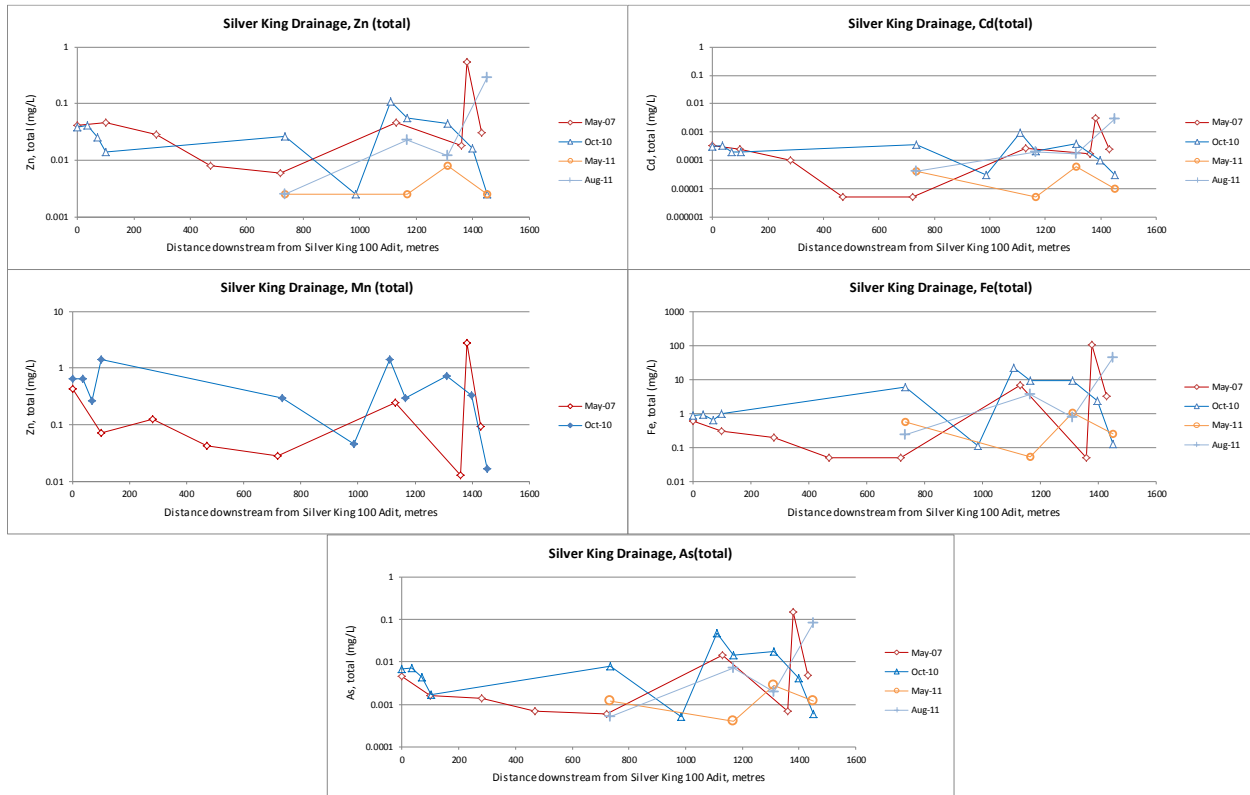 Silver King Drainage, Zn (total)
Zn, total (mg/L)
1
0.1
0.01
0.001
0 200 400 600 800 1000 1200 1400 1600
Distance downstream from Silver King 100 Adit, metres
May-07
Oct-10
May-11
Aug-11
Silver King Drainage, Cd(total)
Cd, total (mg/L)
1
0.1
0.01
0.001
0.0001
0.00001
0.000001
0 200 400 600 800 1000 1200 1400 1600
Distance downstream from Silver King 100 Adit, metres
May-07
Oct-10
May-11
Aug-11
Silver King Drainage, Mn (total)
Zn, total (mg/L)
10
1
0.1
0.01
0 200 400 600 800 1000 1200 1400 1600
Distance downstream from Silver King 100 Adit, metres
May-07
Oct-10
Silver King Drainage, Fe(total)
Fe, total (mg/L)
1000
100
10
1
0.1
0.01
0 200 400 600 800 1000 1200 1400 1600
Distance downstream from Silver King 100 Adit, metres
May-07
Oct-10
May-11
Aug-11
Silver King Drainage, As(total)
As, total (mg/L)
1
0.1
0.01
0.001
0.0001
0 200 400 600 800 1000 1200 1400 1600
Distance downstream from Silver King 100 Adit, metres
May-07
Oct-10
May-11
Aug-11